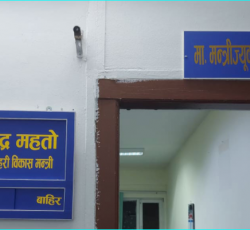 मा. मन्त्रीज्यू
महतो
विकास मन्त्री
बाहिर